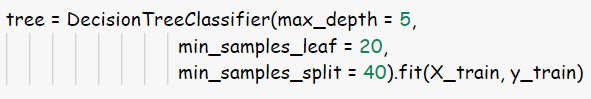 tree = DecisionTreeClassifier(max_depth = 5,
min_samples_leaf = 20,
min_samples_split = 40).fit(X_train, y_train)